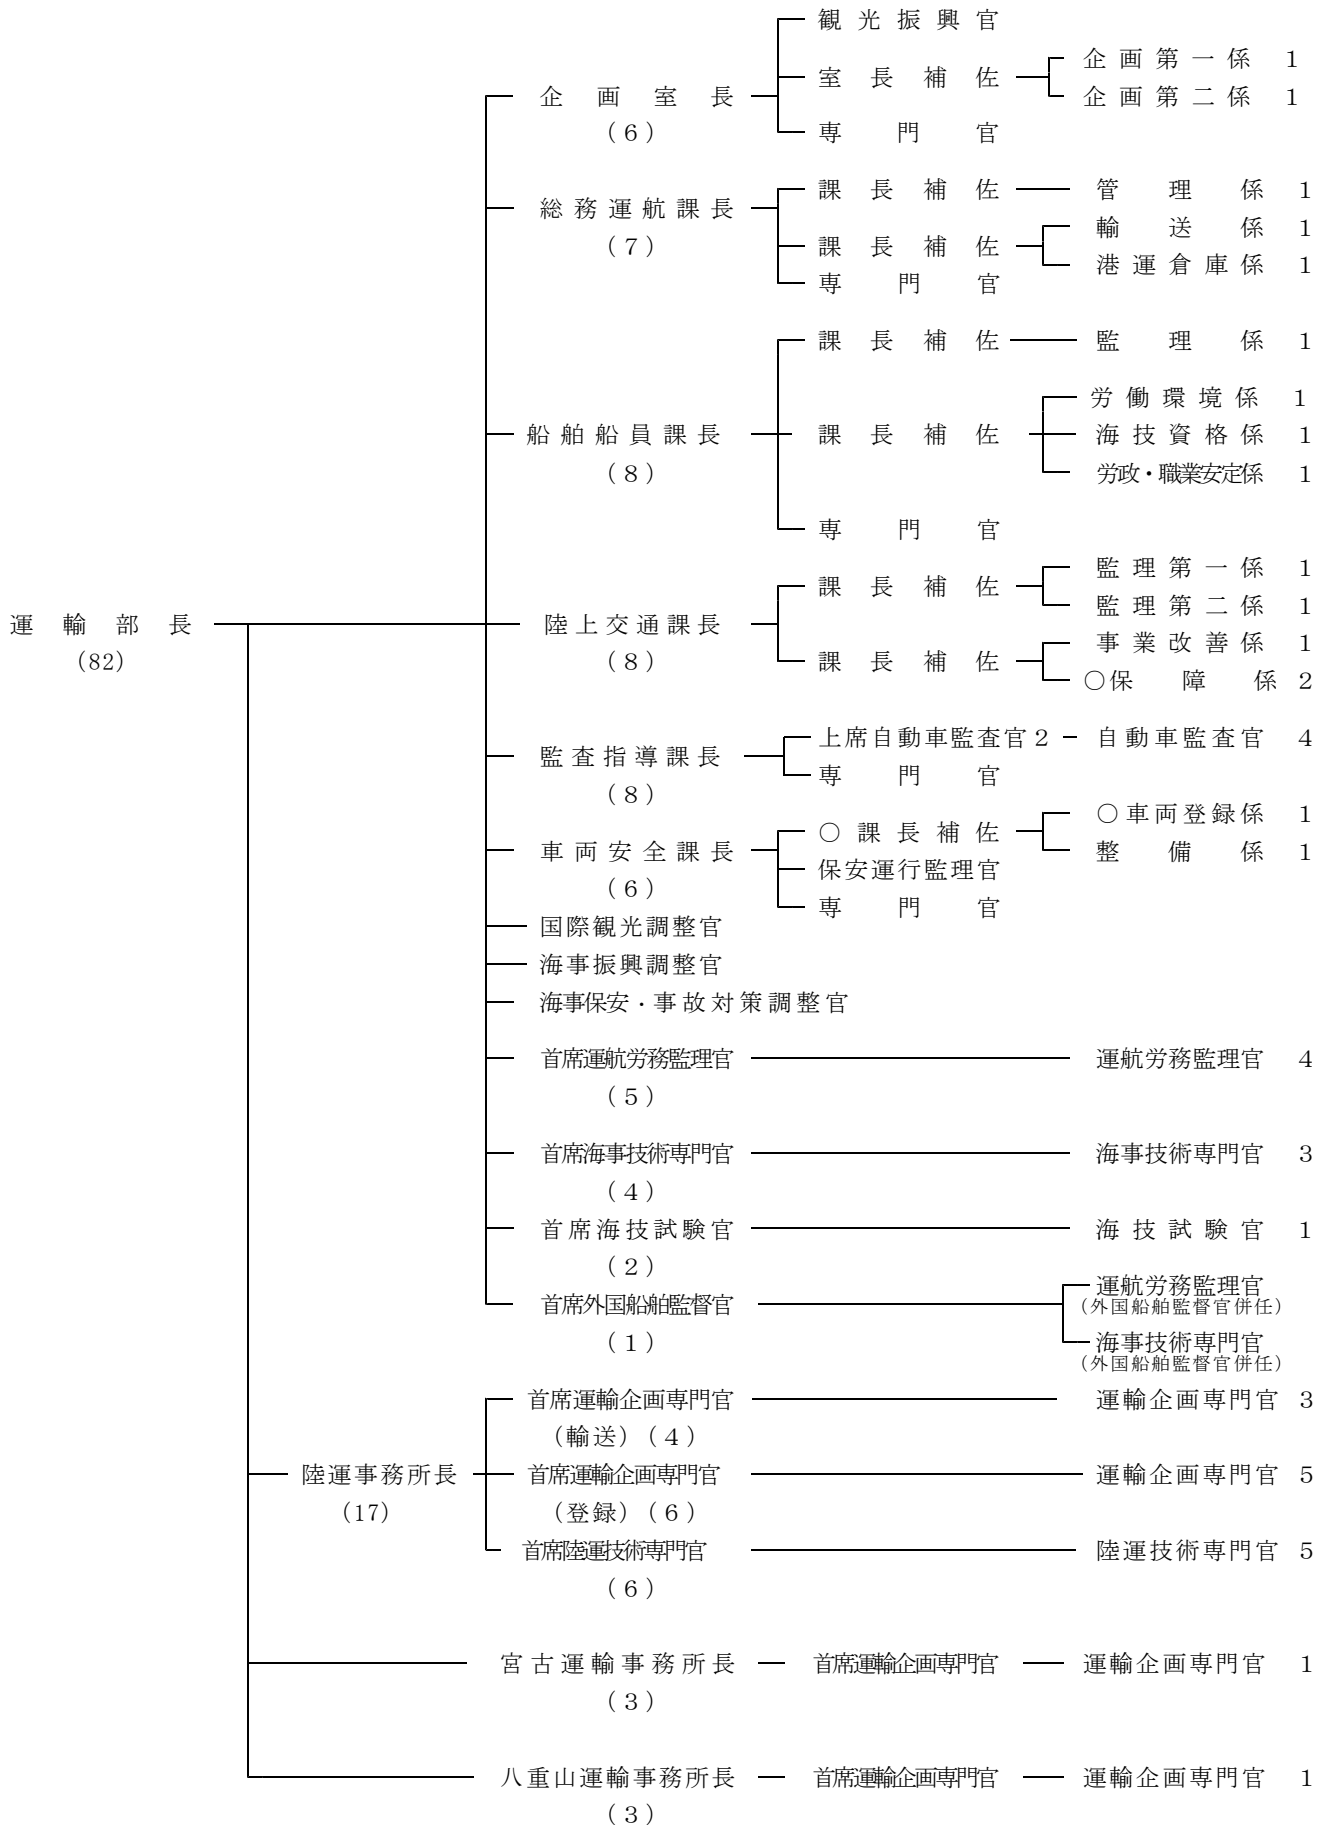 観光振興官
室長補佐 企画第一係 1
企画室長 企画第二係 1
(6) 専門官
課長補佐 管理係 1
総務運航課長 輸送係 1
(7) 課長補佐 港運倉庫係 1
専門官
課長補佐 監理係 1
労働環境係 1
船舶船員課長 課長補佐 海技資格係 1
(8) 労政・職業安定係 1
専門官
課長補佐 監理第一係 1
監理第二係 1
運輸部長 陸上交通課長 事業改善係 1
(82) (8) 課長補佐 ○保障係 2
上席自動車監査官2 自動車監査官 4
監査指導課長 専門官
(8)
○課長補佐 ○車両登録係 1
車両安全課長 整備係 1
(6) 保安運行監理官
専門官
国際観光調整官
海事振興調整官
海事保安・事故対策調整官
首席運航労務監理官 運航労務監理官 4
(5)
首席海事技術専門官 海事技術専門官 3
(4)
首席海技試験官 海技試験官 1
(2)
首席外国船舶監督官 運航労務監理官
(外国船舶監督官併任)
(1) 海事技術専門官
(外国船舶監督官併任)
首席運輸企画専門官 運輸企画専門官 3
(輸送)(4)
陸運事務所長 首席運輸企画専門官 運輸企画専門官 5
(17) (登録)(6)
首席陸運技術専門官 陸運技術専門官 5
(6)
宮古運輸事務所長 首席運輸企画専門官 運輸企画専門官 1
(3)
八重山運輸事務所長 首席運輸企画専門官 運輸企画専門官 1
(3)